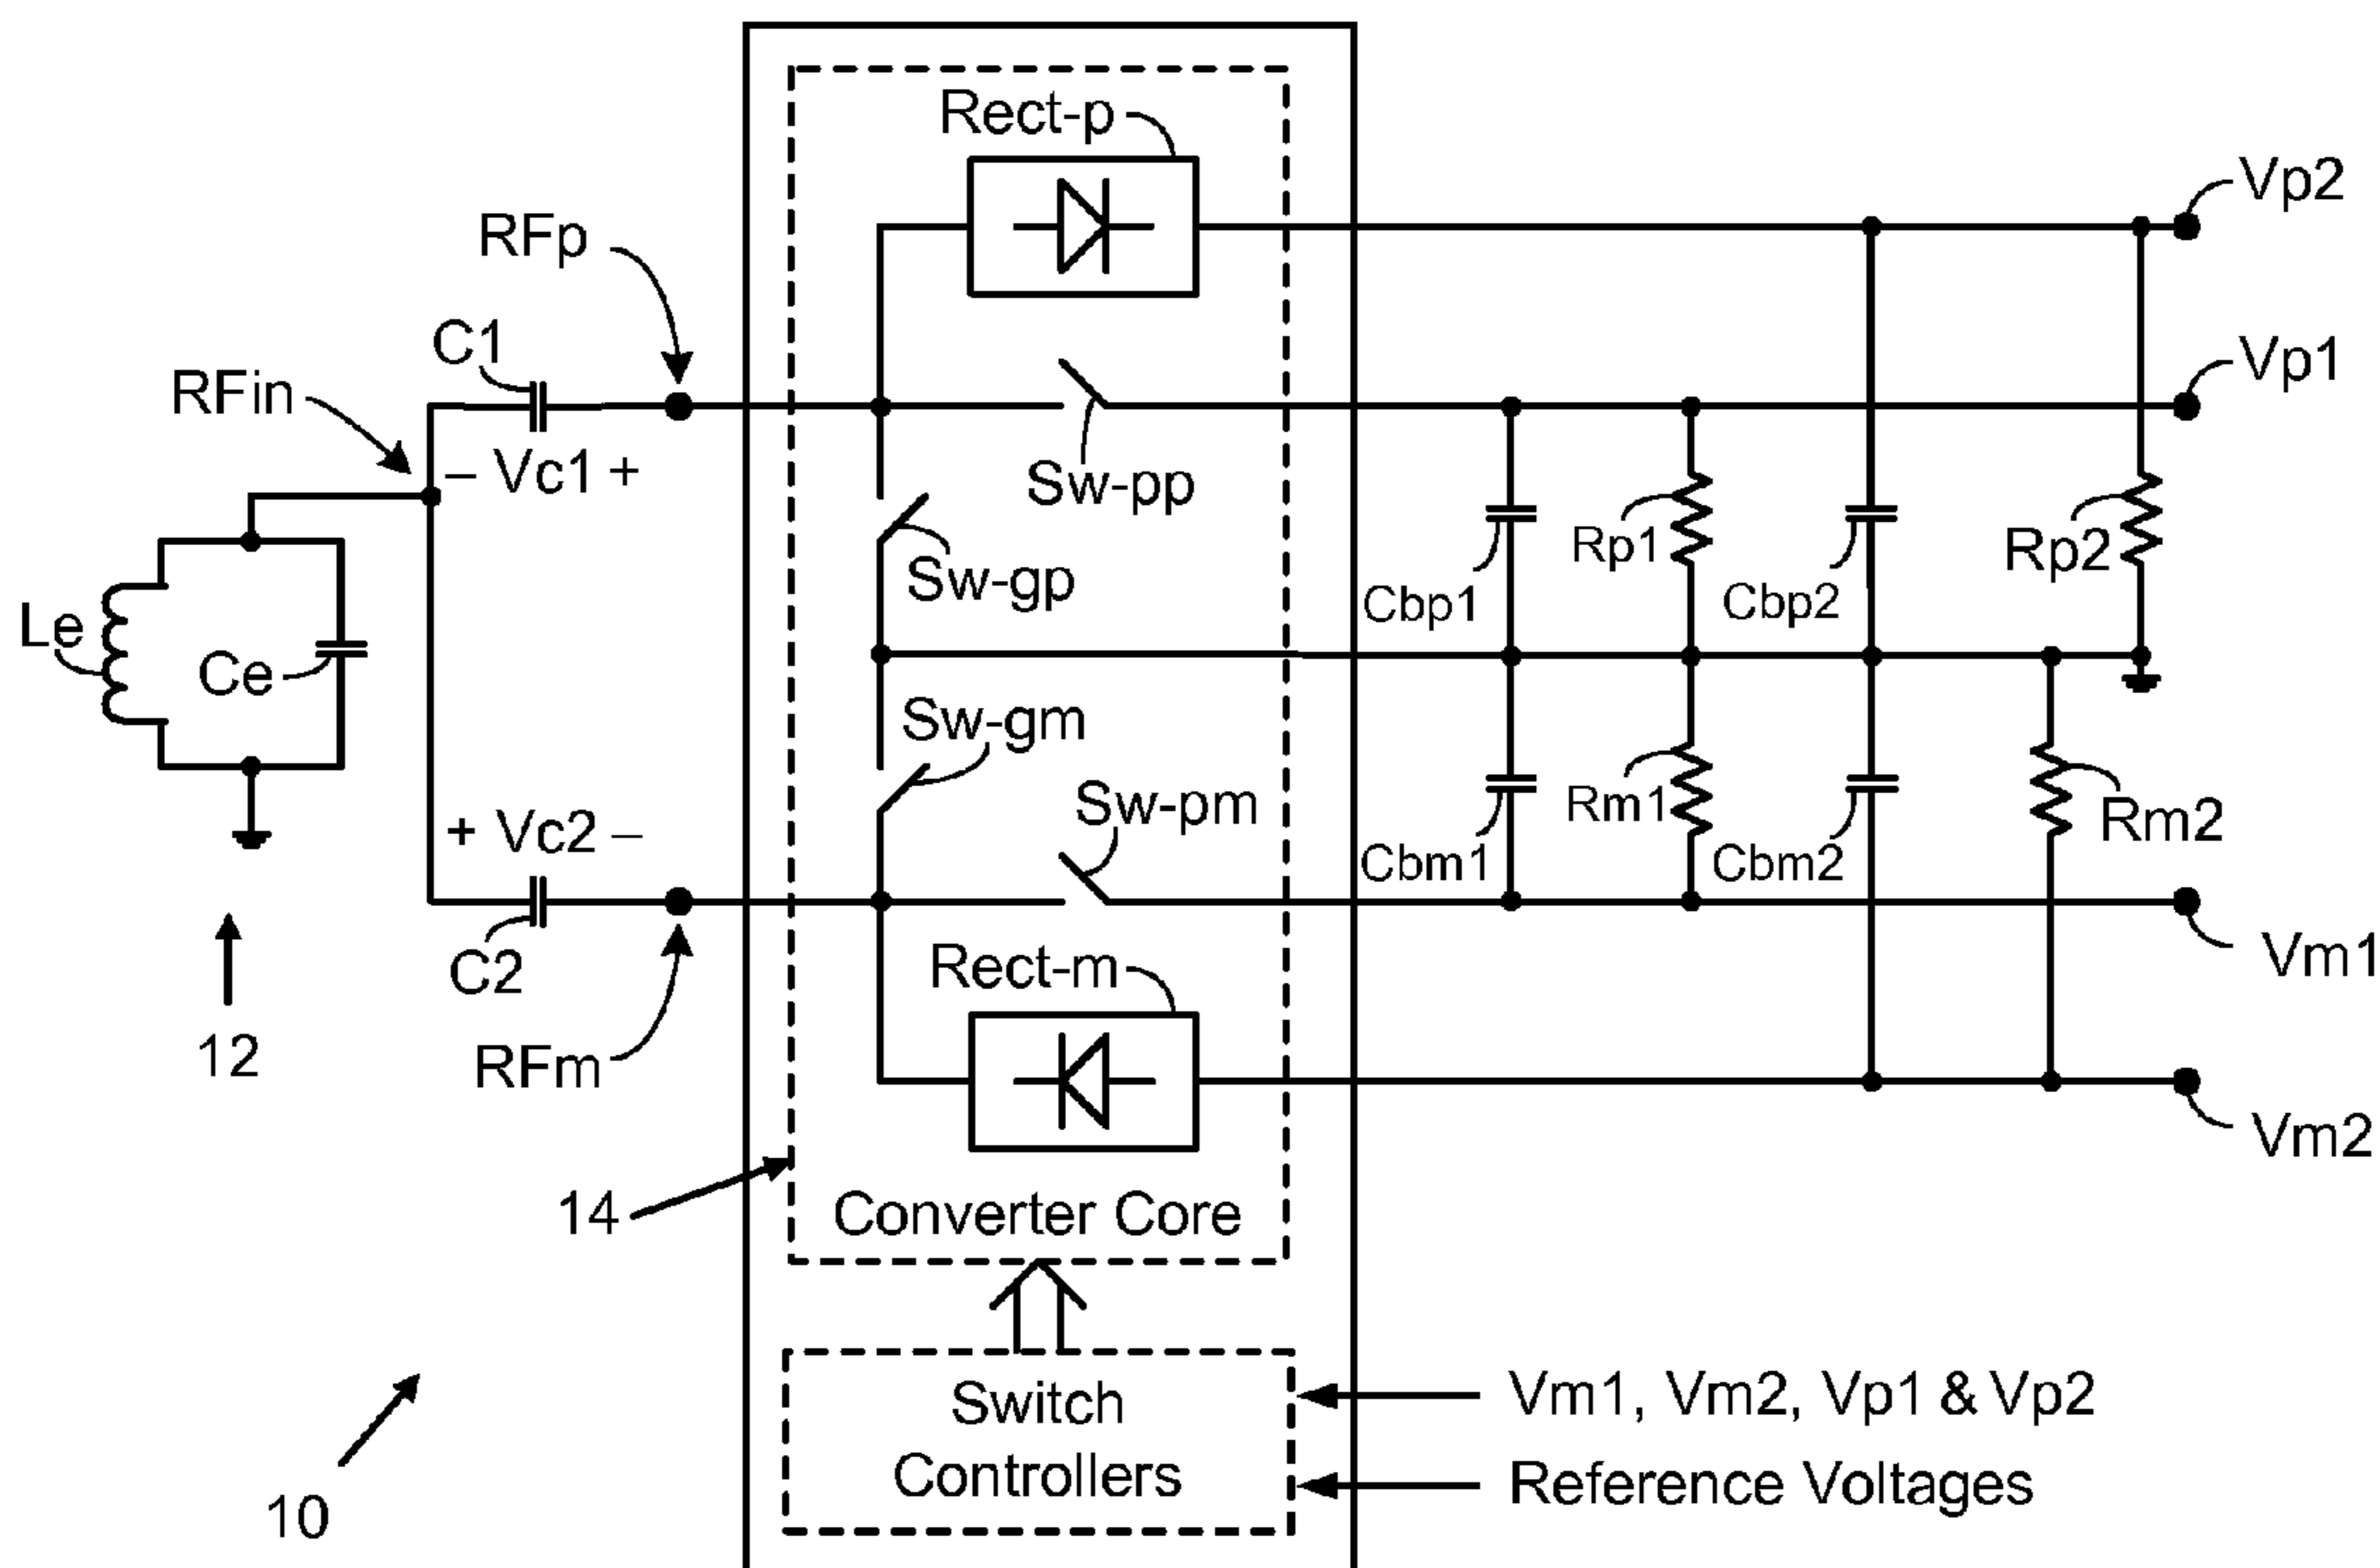 Rect-p
Vp2
RFp
C1
Vp1
RFin
– Vc1 +
Sw-pp
Sw-gp
Rp1
Rp2
Cbp1
Cbp2
Le
Ce
Sw-gm
Sw-pm
Rm1
Rm2
+ Vc2 –
Cbm1
Cbm2
C2
Rect-m
Vm1
12
RFm
Vm2
14
Converter Core
Switch
Controllers
Vm1, Vm2, Vp1 & Vp2
Reference Voltages
10